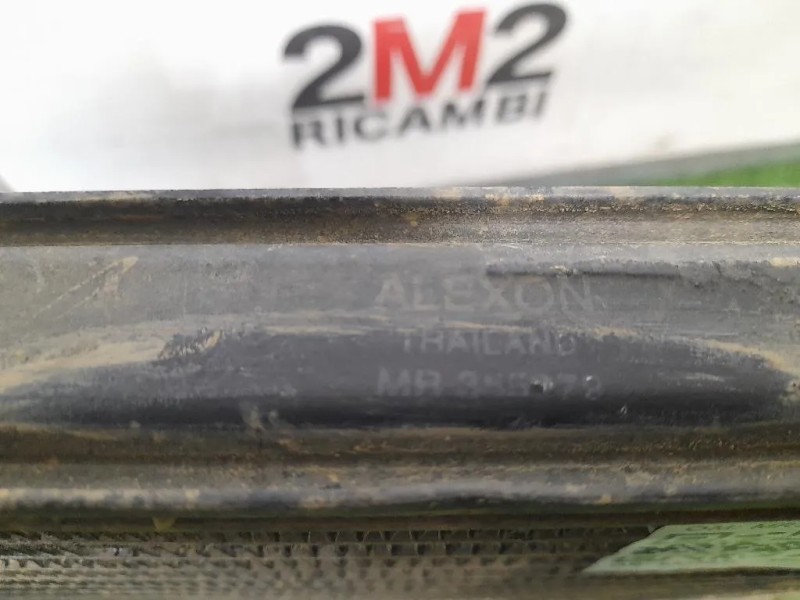 2M2
RICAMBI
ALEXON
THAILAND
MR